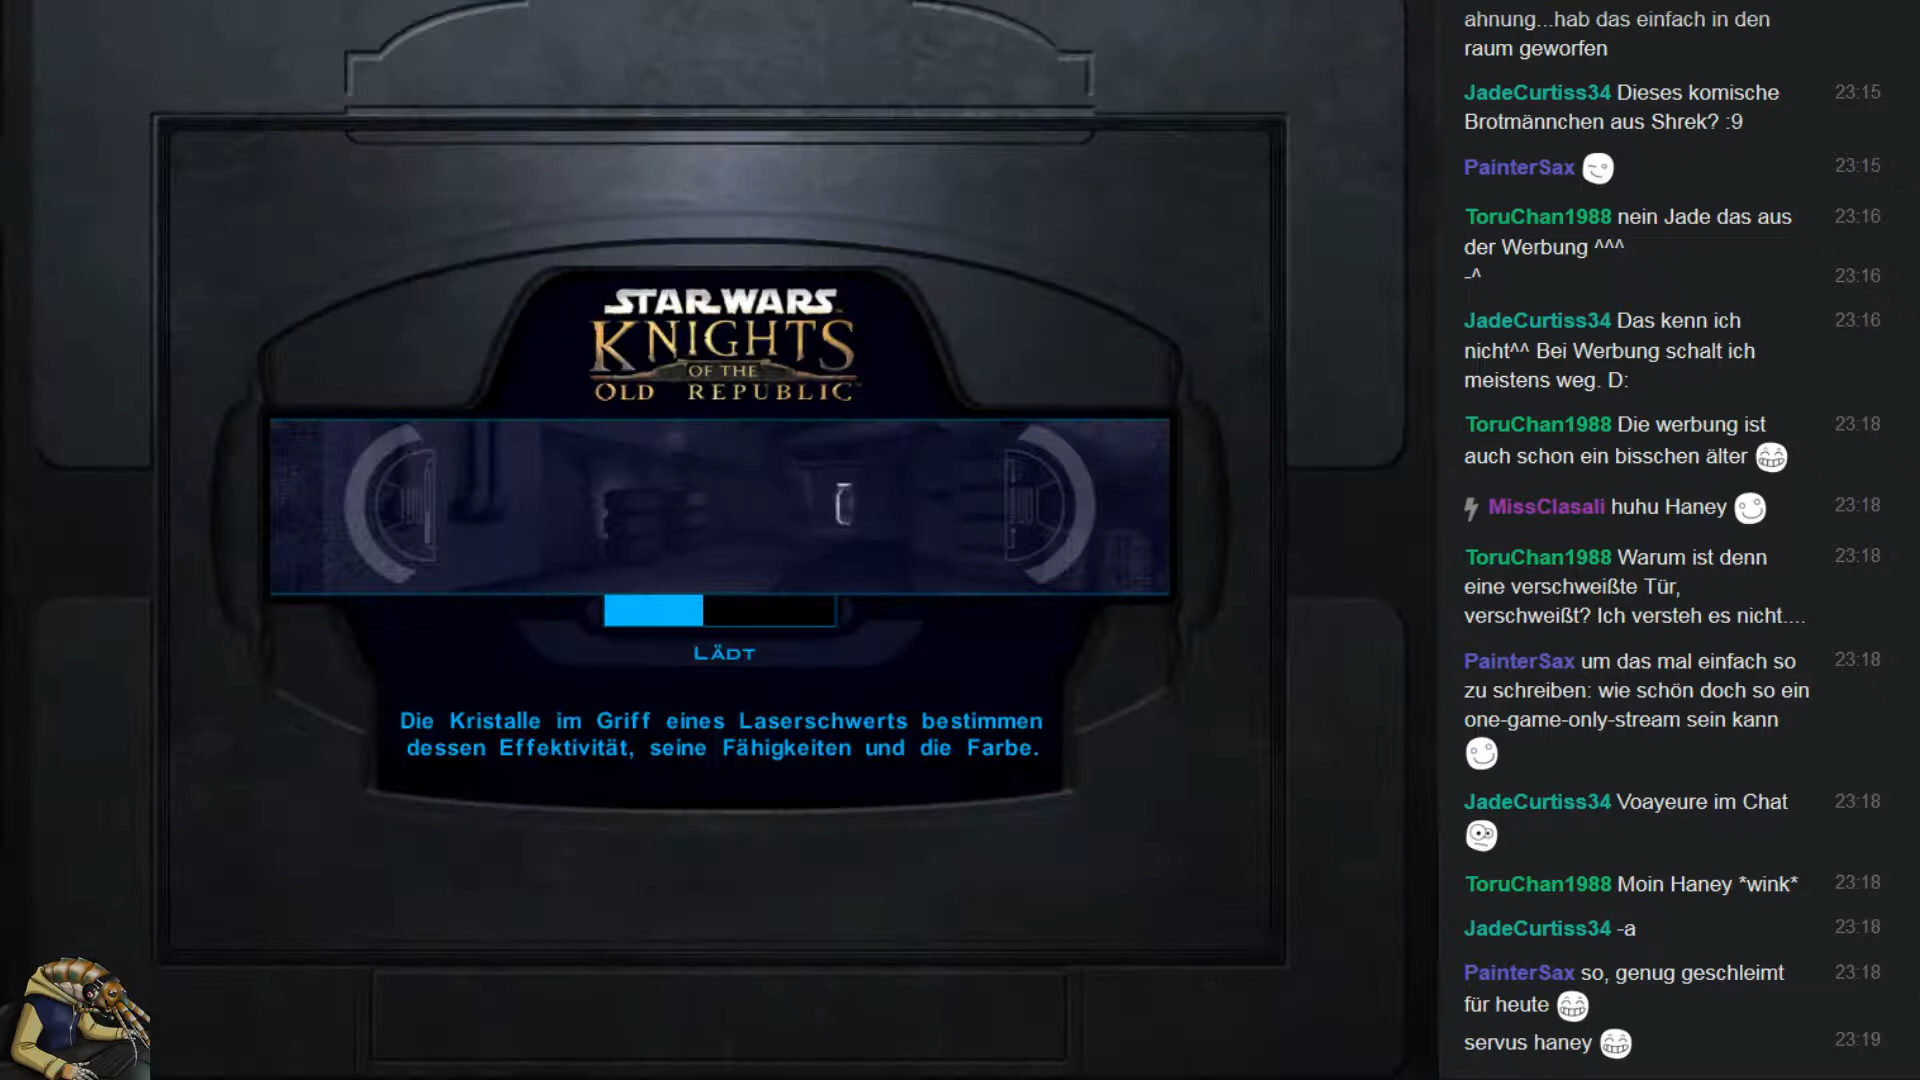 STAR WARS
KNIGHTS
OF THE
OLD REPUBLIC
LÄDT
Die Kristalle im Griff eines Laserschwerts bestimmen
dessen Effektivität, seine Fähigkeiten und die Farbe.
ahnung...hab das einfach in den
raum geworfen
JadeCurtiss34 Dieses komische 23:15
Brotmännchen aus Shrek? :9
PainterSax 23:15
ToruChan1988 nein Jade das aus 23:16
der Werbung ^^^
-^ 23:16
JadeCurtiss34 Das kenn ich 23:16
nicht^^ Bei Werbung schalt ich
meistens weg. D:
ToruChan1988 Die werbung ist 23:18
auch schon ein bisschen älter
MissClasali huhu Haney 23:18
ToruChan1988 Warum ist denn 23:18
eine verschweißte Tür,
verschweißt? Ich versteh es nicht....
PainterSax um das mal einfach so 23:18
zu schreiben: wie schön doch so ein
one-game-only-stream sein kann
JadeCurtiss34 Voayeure im Chat 23:18
ToruChan1988 Moin Haney *wink* 23:18
JadeCurtiss34 -a 23:18
PainterSax so, genug geschleimt 23:18
für heute
servus haney 23:19